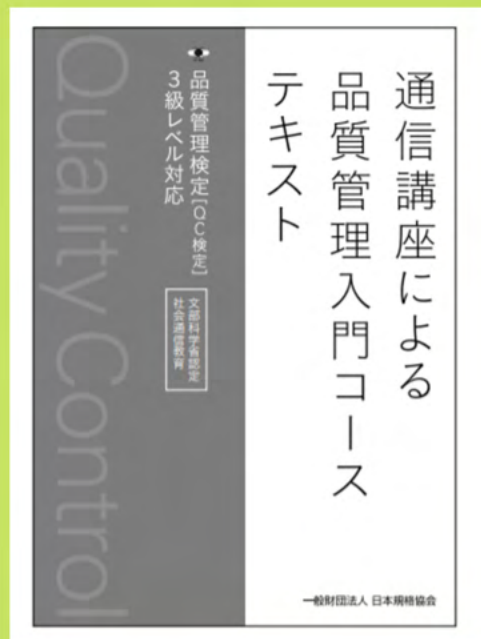 通信講座による
品質管理入門コース
テキスト
品質管理検定[QC検定]
3級レベル対応
文部科学省認定
社会通信教育
Quality Control
一般財団法人 日本規格協会